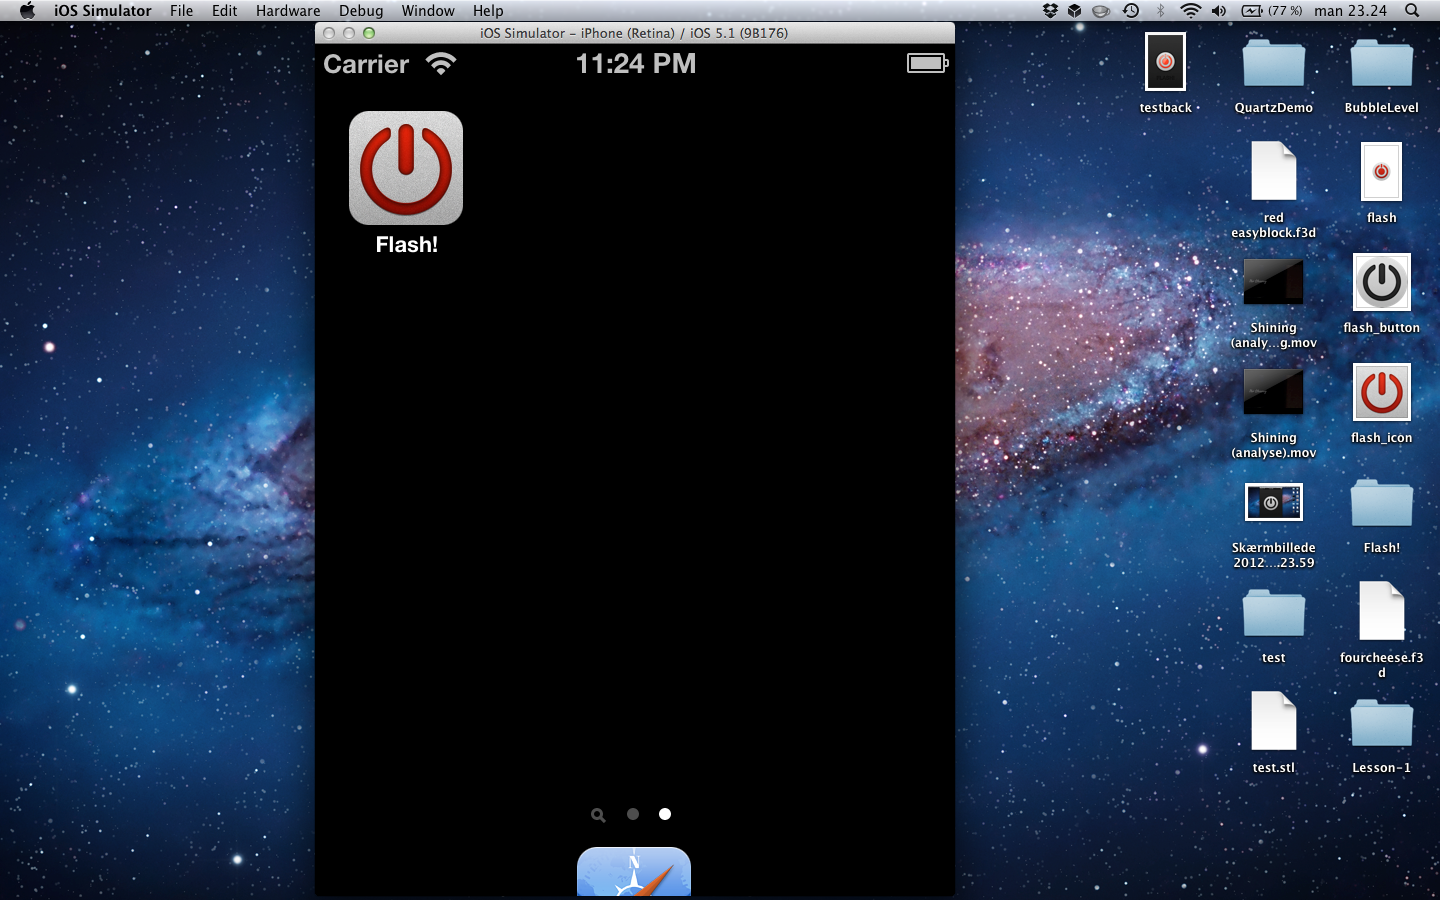 iOS Simulator File Edit Hardware Debug Window Help (77 %) man 23.24
iOS Simulator - iPhone (Retina) / iOS 5.1 (9B176)
Carrier 11:24 PM
Flash!
N
testback
QuartzDemo
BubbleLevel
red
easyblock.f3d
flash
Shining
(analy...g.mov
flash_button
Shining
(analyse).mov
flash_icon
Skærmbillede
2012....23.59
Flash!
test
fourcheese.f3
d
test.stl
Lesson-1